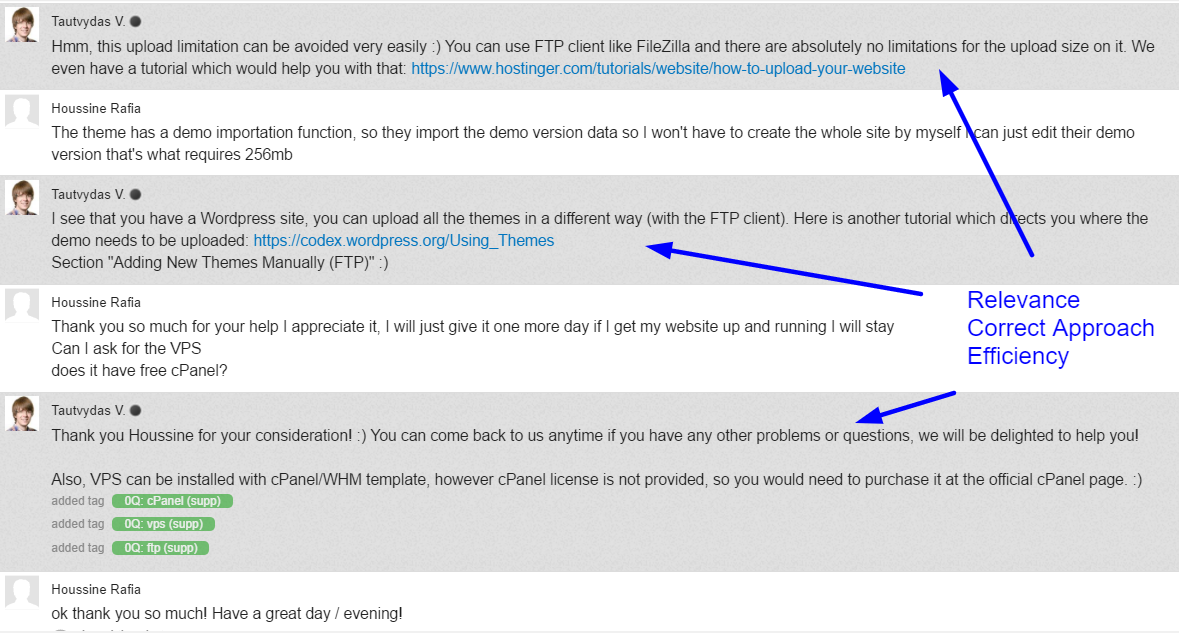 Tautvydas V.
Hmm, this upload limitation can be avoided very easily :) You can use FTP client like FileZilla and there are absolutely no limitations for the upload size on it. We
even have a tutorial which would help you with that: https://www.hostinger.com/tutorials/website/how-to-upload-your-website
Houssine Rafia
The theme has a demo importation function, so they import the demo version data so I won't have to create the whole site by myself I can just edit their demo
version that's what requires 256mb
Tautvydas V.
I see that you have a Wordpress site, you can upload all the themes in a different way (with the FTP client). Here is another tutorial which directs you where the
demo needs to be uploaded: https://codex.wordpress.org/Using_Themes
Section "Adding New Themes Manually (FTP)" :)
Houssine Rafia
Thank you so much for your help I appreciate it, I will just give it one more day if I get my website up and running I will stay
Can I ask for the VPS
does it have free cPanel?
Relevance
Correct Approach
Efficiency
Tautvydas V.
Thank you Houssine for your consideration! :) You can come back to us anytime if you have any other problems or questions, we will be delighted to help you!
Also, VPS can be installed with cPanel/WHM template, however cPanel license is not provided, so you would need to purchase it at the official cPanel page. :)
added tag 0Q: cPanel (supp)
added tag 0Q: vps (supp)
added tag 0Q: ftp (supp)
Houssine Rafia
ok thank you so much! Have a great day / evening!